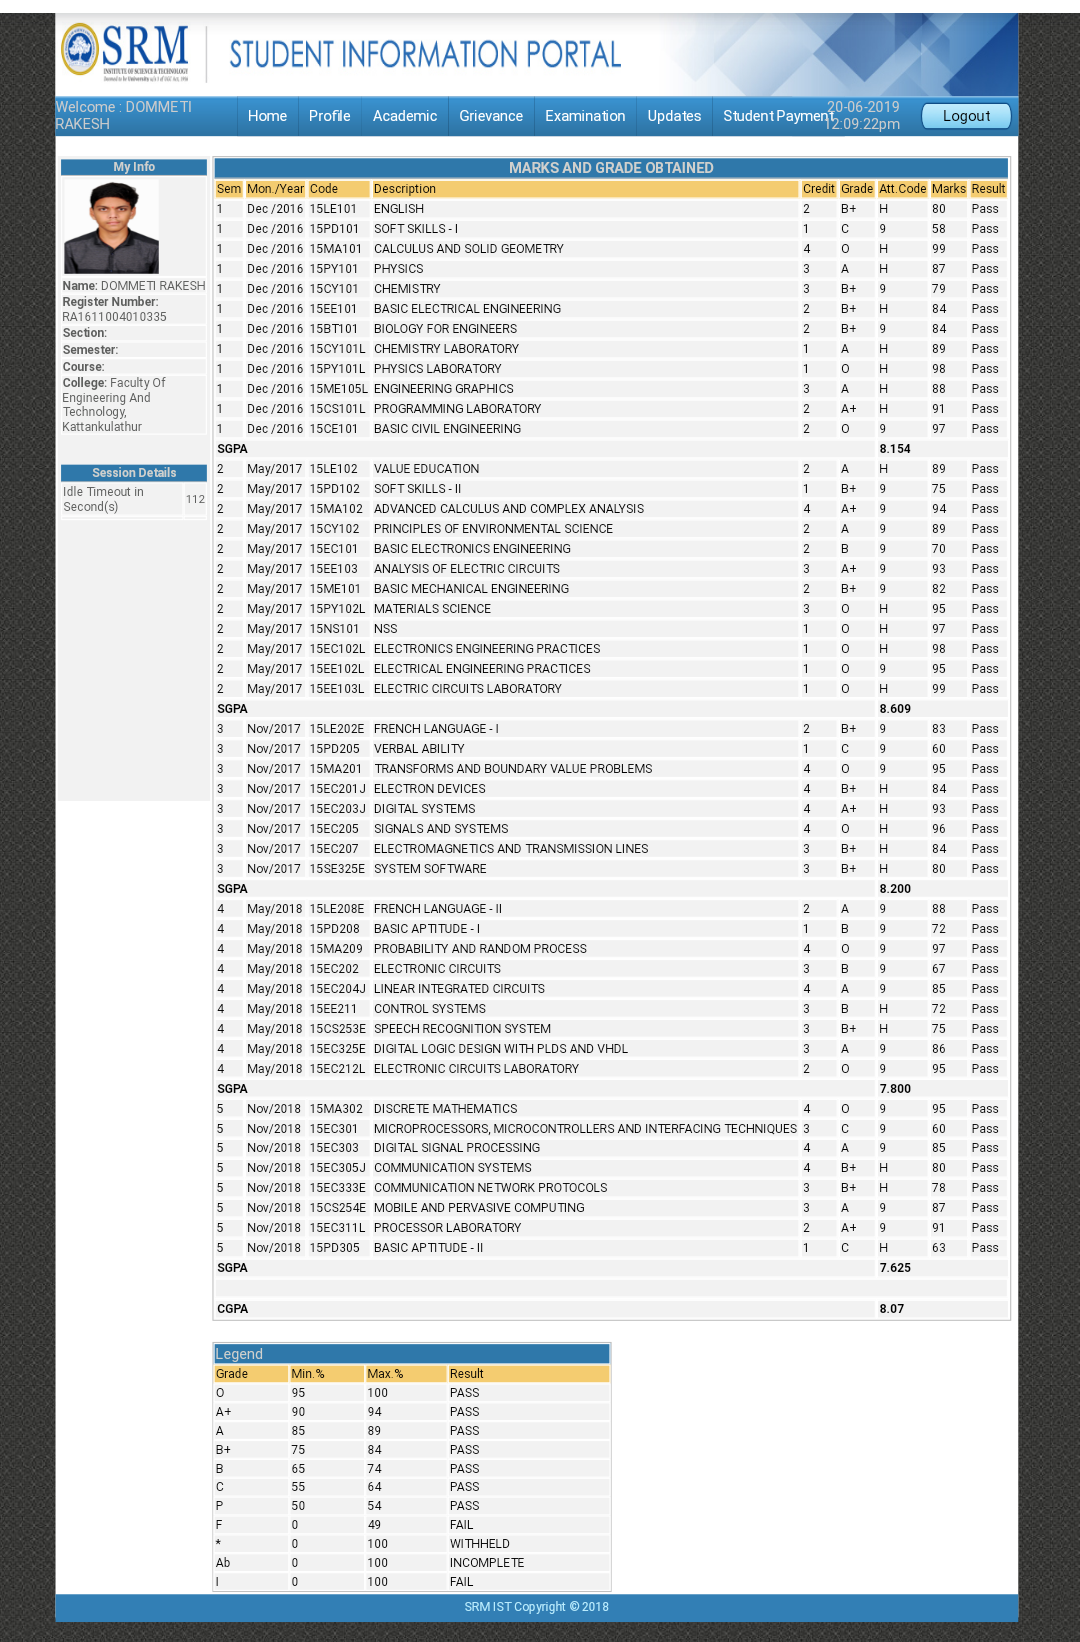 SRM
INSTITUTE OF SCIENCE & TECHNOLOGY
STUDENT INFORMATION PORTAL
Welcome : DOMMETI RAKESH
Home Profile Academic Grievance Examination Updates Student Payment
20-06-2019
12:09:22pm
Logout
My Info
Name: DOMMETI RAKESH
Register Number:
RA1611004010335
Section:
Semester:
Course:
College: Faculty Of
Engineering And
Technology,
Kattankulathur
Session Details
Idle Timeout in
Second(s)
112
MARKS AND GRADE OBTAINED
Sem Mon./Year Code Description Credit Grade Att.Code Marks Result
1 Dec /2016 15LE101 ENGLISH 2 B+ H 80 Pass
1 Dec /2016 15PD101 SOFT SKILLS - I 1 C 9 58 Pass
1 Dec /2016 15MA101 CALCULUS AND SOLID GEOMETRY 4 O H 99 Pass
1 Dec /2016 15PY101 PHYSICS 3 A H 87 Pass
1 Dec /2016 15CY101 CHEMISTRY 3 B+ 9 79 Pass
1 Dec /2016 15EE101 BASIC ELECTRICAL ENGINEERING 2 B+ H 84 Pass
1 Dec /2016 15BT101 BIOLOGY FOR ENGINEERS 2 B+ 9 84 Pass
1 Dec /2016 15CY101L CHEMISTRY LABORATORY 1 A H 89 Pass
1 Dec /2016 15PY101L PHYSICS LABORATORY 1 O H 98 Pass
1 Dec /2016 15ME105L ENGINEERING GRAPHICS 3 A H 88 Pass
1 Dec /2016 15CS101L PROGRAMMING LABORATORY 2 A+ H 91 Pass
1 Dec /2016 15CE101 BASIC CIVIL ENGINEERING 2 O 9 97 Pass
SGPA 8.154
2 May/2017 15LE102 VALUE EDUCATION 2 A H 89 Pass
2 May/2017 15PD102 SOFT SKILLS - II 1 B+ 9 75 Pass
2 May/2017 15MA102 ADVANCED CALCULUS AND COMPLEX ANALYSIS 4 A+ 9 94 Pass
2 May/2017 15CY102 PRINCIPLES OF ENVIRONMENTAL SCIENCE 2 A 9 89 Pass
2 May/2017 15EC101 BASIC ELECTRONICS ENGINEERING 2 B 9 70 Pass
2 May/2017 15EE103 ANALYSIS OF ELECTRIC CIRCUITS 3 A+ 9 93 Pass
2 May/2017 15ME101 BASIC MECHANICAL ENGINEERING 2 B+ 9 82 Pass
2 May/2017 15PY102L MATERIALS SCIENCE 3 O H 95 Pass
2 May/2017 15NS101 NSS 1 O H 97 Pass
2 May/2017 15EC102L ELECTRONICS ENGINEERING PRACTICES 1 O H 98 Pass
2 May/2017 15EE102L ELECTRICAL ENGINEERING PRACTICES 1 O 9 95 Pass
2 May/2017 15EE103L ELECTRIC CIRCUITS LABORATORY 1 O H 99 Pass
SGPA 8.609
3 Nov/2017 15LE202E FRENCH LANGUAGE - I 2 B+ 9 83 Pass
3 Nov/2017 15PD205 VERBAL ABILITY 1 C 9 60 Pass
3 Nov/2017 15MA201 TRANSFORMS AND BOUNDARY VALUE PROBLEMS 4 O 9 95 Pass
3 Nov/2017 15EC201J ELECTRON DEVICES 4 B+ H 84 Pass
3 Nov/2017 15EC203J DIGITAL SYSTEMS 4 A+ H 93 Pass
3 Nov/2017 15EC205 SIGNALS AND SYSTEMS 4 O H 96 Pass
3 Nov/2017 15EC207 ELECTROMAGNETICS AND TRANSMISSION LINES 3 B+ H 84 Pass
3 Nov/2017 15SE325E SYSTEM SOFTWARE 3 B+ H 80 Pass
SGPA 8.200
4 May/2018 15LE208E FRENCH LANGUAGE - II 2 A 9 88 Pass
4 May/2018 15PD208 BASIC APTITUDE - I 1 B 9 72 Pass
4 May/2018 15MA209 PROBABILITY AND RANDOM PROCESS 4 O 9 97 Pass
4 May/2018 15EC202 ELECTRONIC CIRCUITS 3 B 9 67 Pass
4 May/2018 15EC204J LINEAR INTEGRATED CIRCUITS 4 A 9 85 Pass
4 May/2018 15EE211 CONTROL SYSTEMS 3 B H 72 Pass
4 May/2018 15CS253E SPEECH RECOGNITION SYSTEM 3 B+ H 75 Pass
4 May/2018 15EC325E DIGITAL LOGIC DESIGN WITH PLDS AND VHDL 3 A 9 86 Pass
4 May/2018 15EC212L ELECTRONIC CIRCUITS LABORATORY 2 O 9 95 Pass
SGPA 7.800
5 Nov/2018 15MA302 DISCRETE MATHEMATICS 4 O 9 95 Pass
5 Nov/2018 15EC301 MICROPROCESSORS, MICROCONTROLLERS AND INTERFACING TECHNIQUES 3 C 9 60 Pass
5 Nov/2018 15EC303 DIGITAL SIGNAL PROCESSING 4 A 9 85 Pass
5 Nov/2018 15EC305J COMMUNICATION SYSTEMS 4 B+ H 80 Pass
5 Nov/2018 15EC333E COMMUNICATION NETWORK PROTOCOLS 3 B+ H 78 Pass
5 Nov/2018 15CS254E MOBILE AND PERVASIVE COMPUTING 3 A 9 87 Pass
5 Nov/2018 15EC311L PROCESSOR LABORATORY 2 A+ 9 91 Pass
5 Nov/2018 15PD305 BASIC APTITUDE - II 1 C H 63 Pass
SGPA 7.625
CGPA 8.07
Legend
Grade Min.% Max.% Result
O 95 100 PASS
A+ 90 94 PASS
A 85 89 PASS
B+ 75 84 PASS
B 65 74 PASS
C 55 64 PASS
P 50 54 PASS
F 0 49 FAIL
* 0 100 WITHHELD
Ab 0 100 INCOMPLETE
I 0 100 FAIL
SRM IST Copyright © 2018